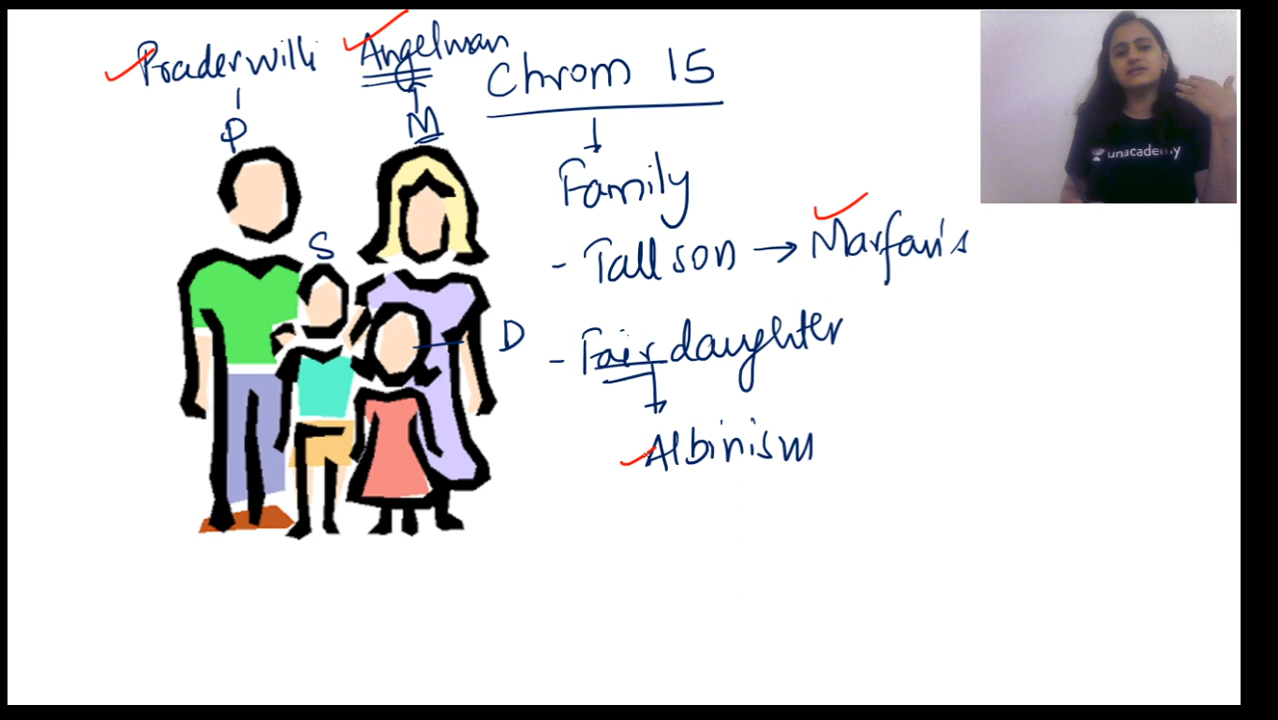 Praderwilli
Angelman
Chrom 15
P
M
Family
S
- Tall son → Marfan's
D
- Fair daughter
Albinism
unacademy